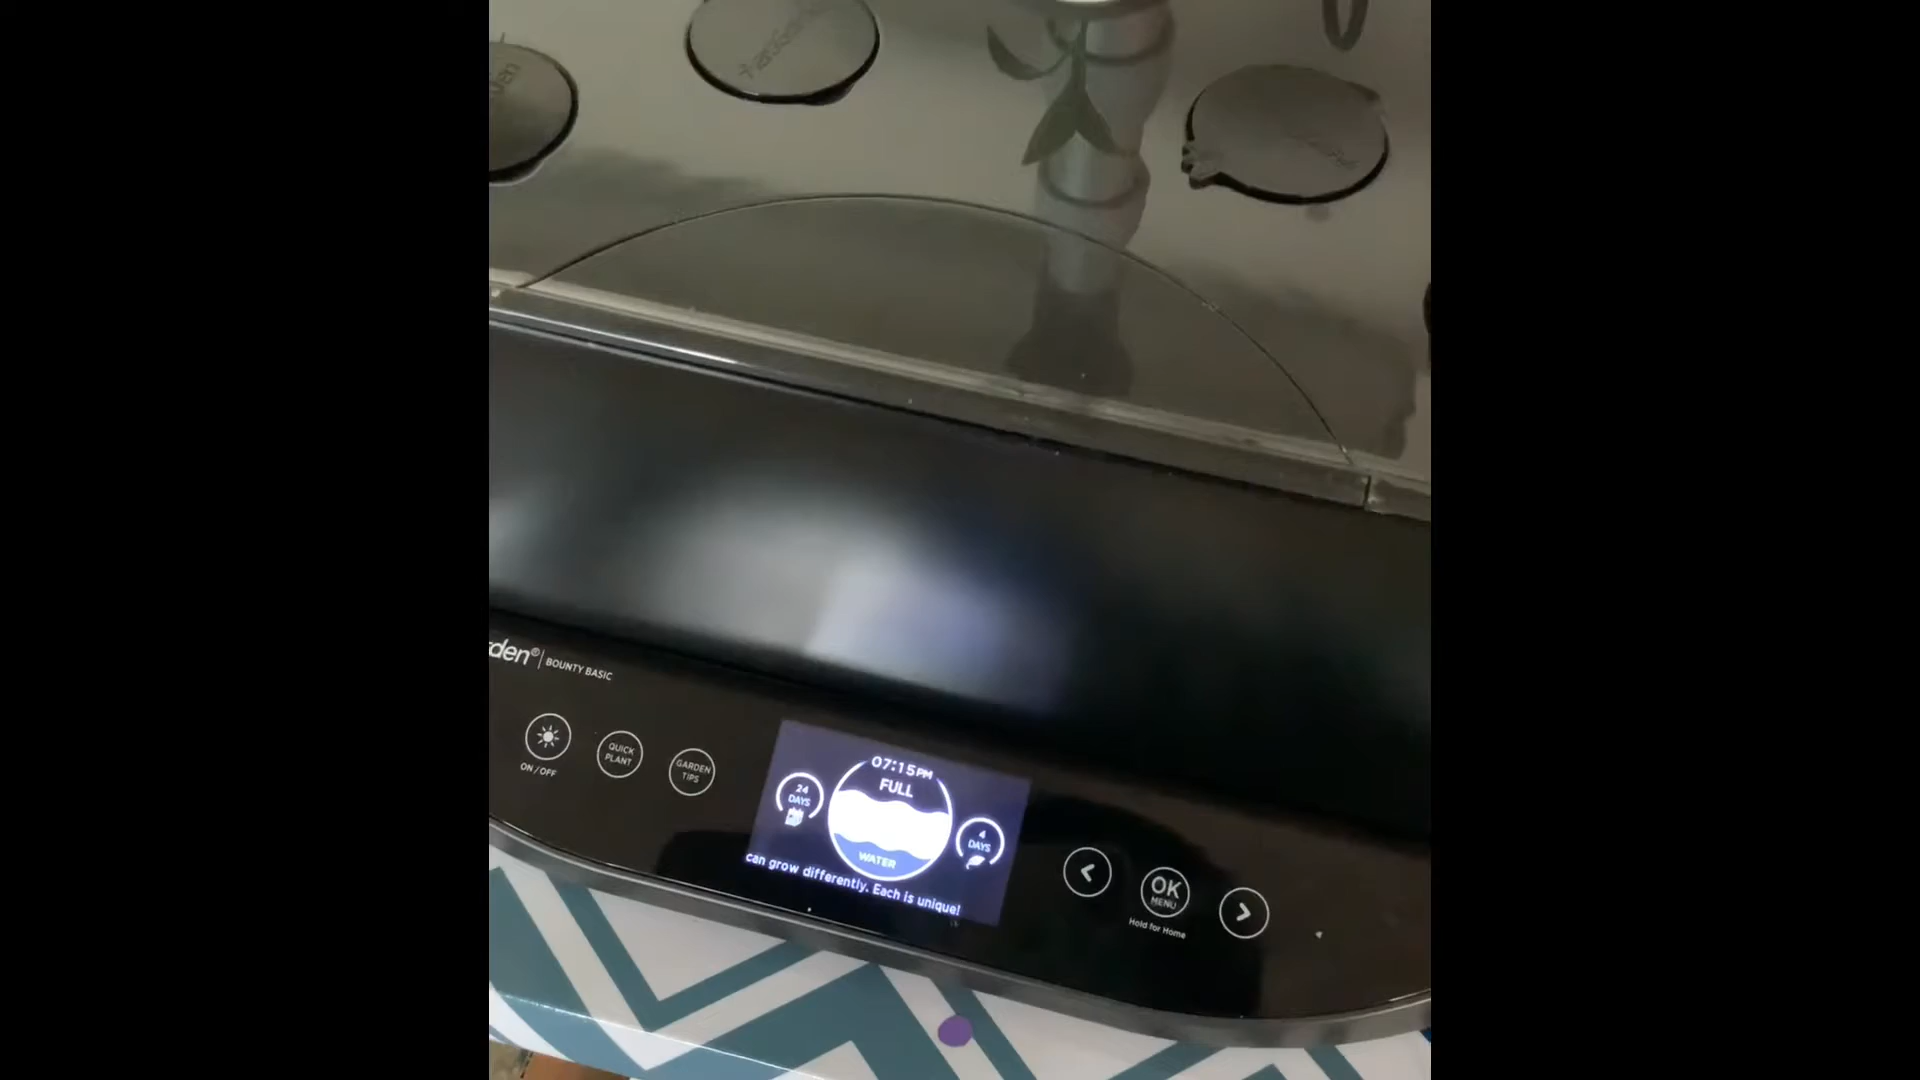 den® | BOUNTY BASIC
ON / OFF
QUICK
PLANT
GARDEN
TIPS
07:15PM
FULL
24
DAYS
4
DAYS
WATER
can grow differently. Each is unique!
OK
MENU
Hold for Home